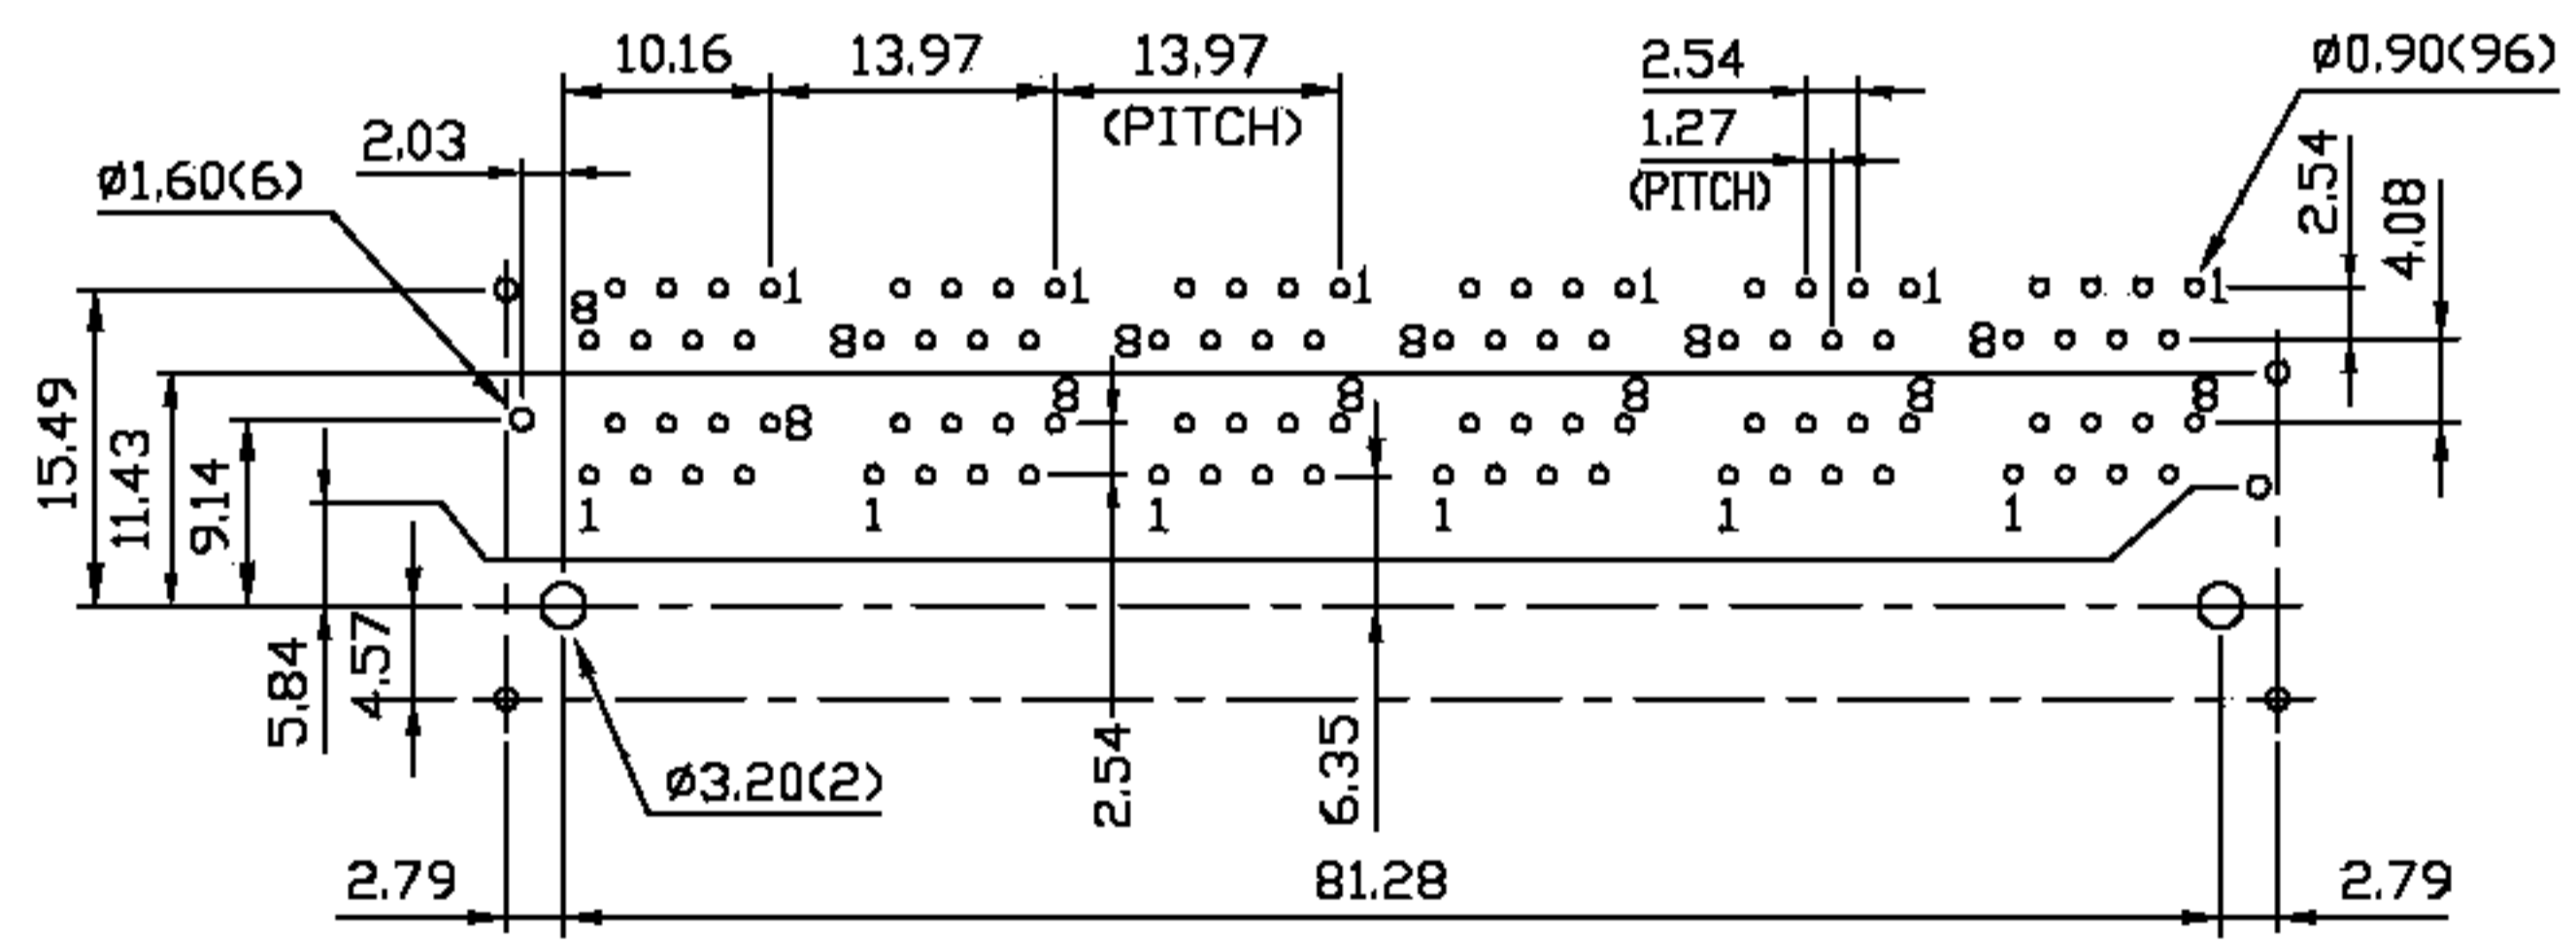 10.16 13.97 13.97 2.54 ø0.90(96)
(PITCH)
2.03 1.27
(PITCH)
ø1.60(6)
2.54
4.08
1 1 1 1 1 1
8 8 8 8 8 8
8 8 8 8 8 8
1 1 1 1 1 1
15.49
11.43
9.14
5.84
4.57
ø3.20(2)
2.54
6.35
2.79 81.28 2.79